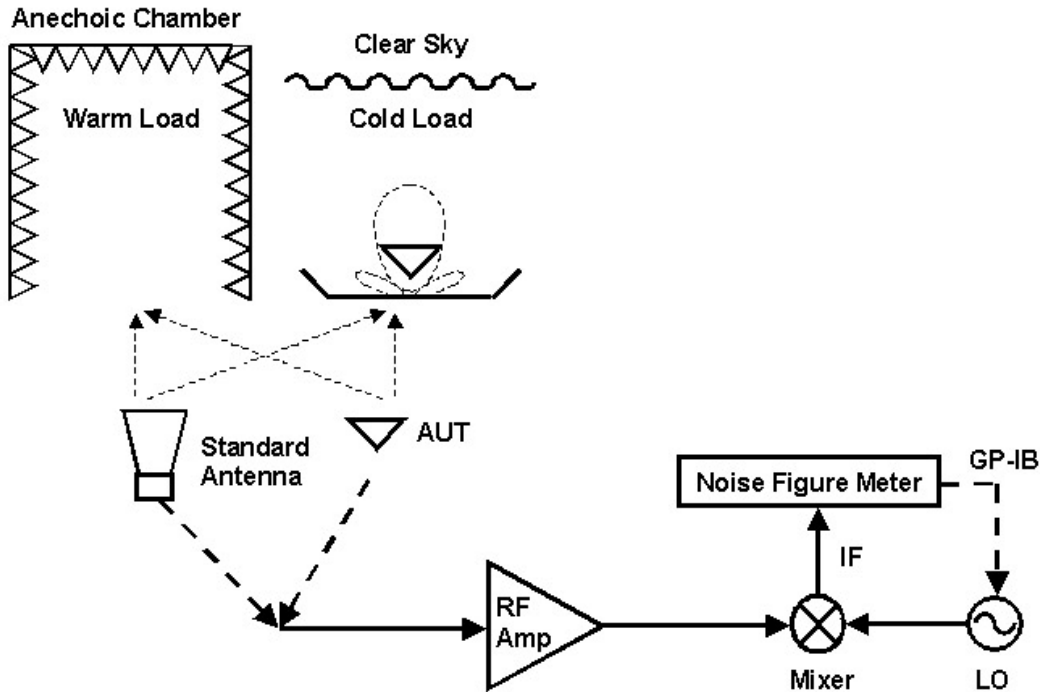 Anechoic Chamber
Clear Sky
Warm Load
Cold Load
Standard
Antenna
AUT
GP-IB
Noise Figure Meter
IF
RF
Amp
Mixer
LO